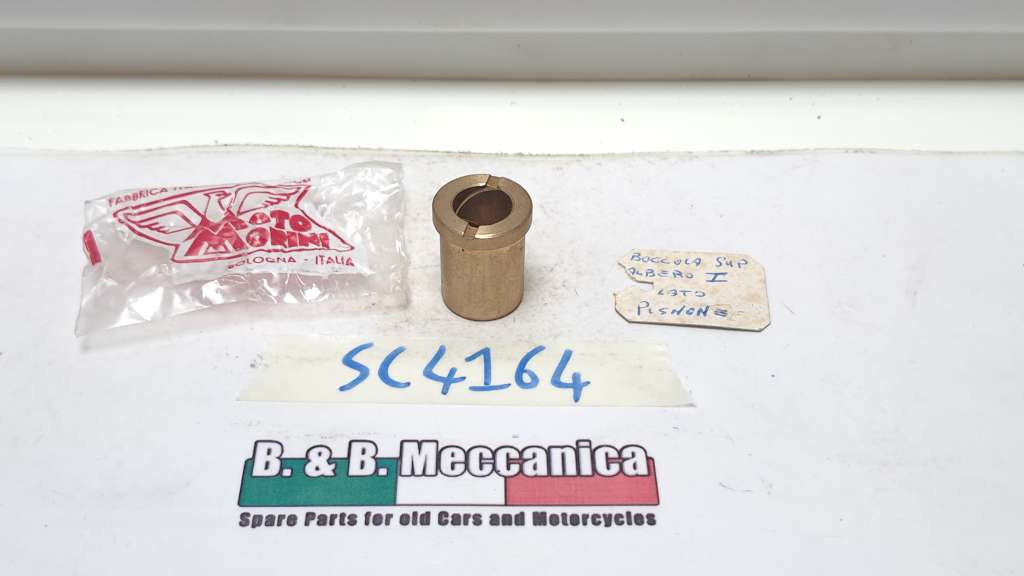 FABBRICA
MOTO
MORINI
BOLOGNA - ITALIA
BOCCOLA SUP
ALBERO I
LATO
PIGNONE
SC4164
B. & B. Meccanica
Spare Parts for old Cars and Motorcycles